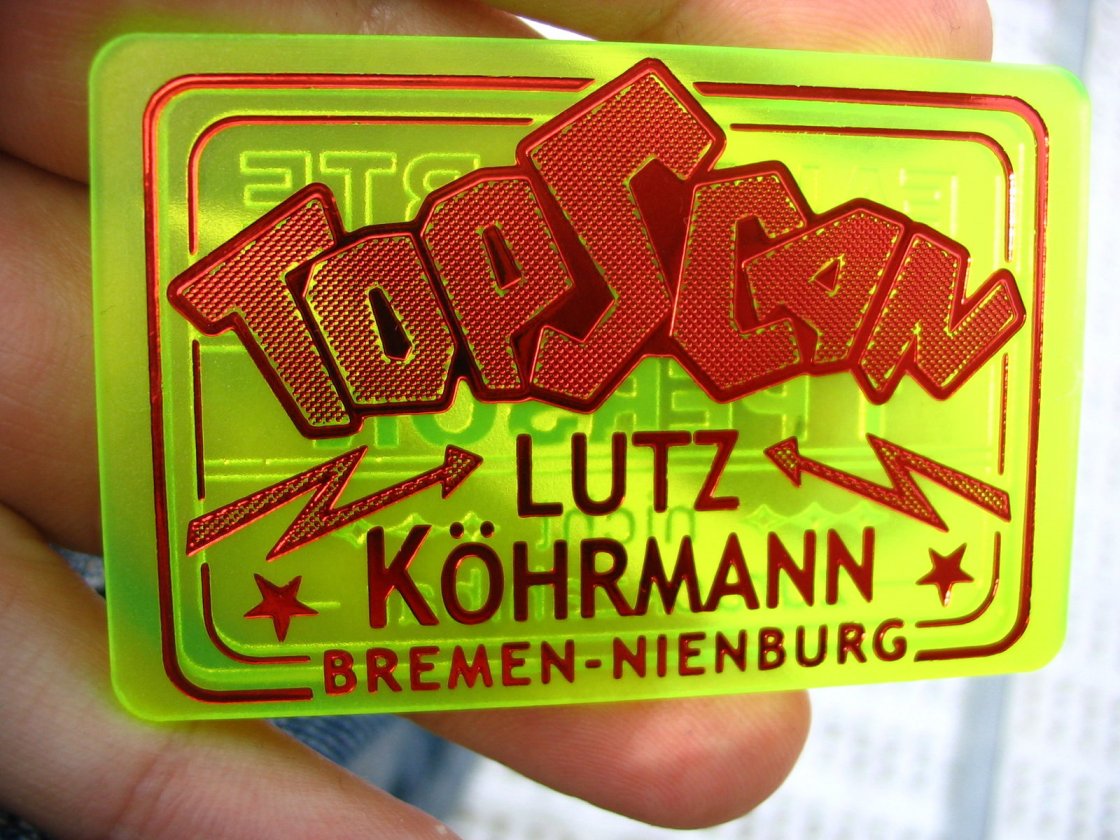 TOPSCAN
LUTZ
KÖHRMANN
BREMEN-NIENBURG